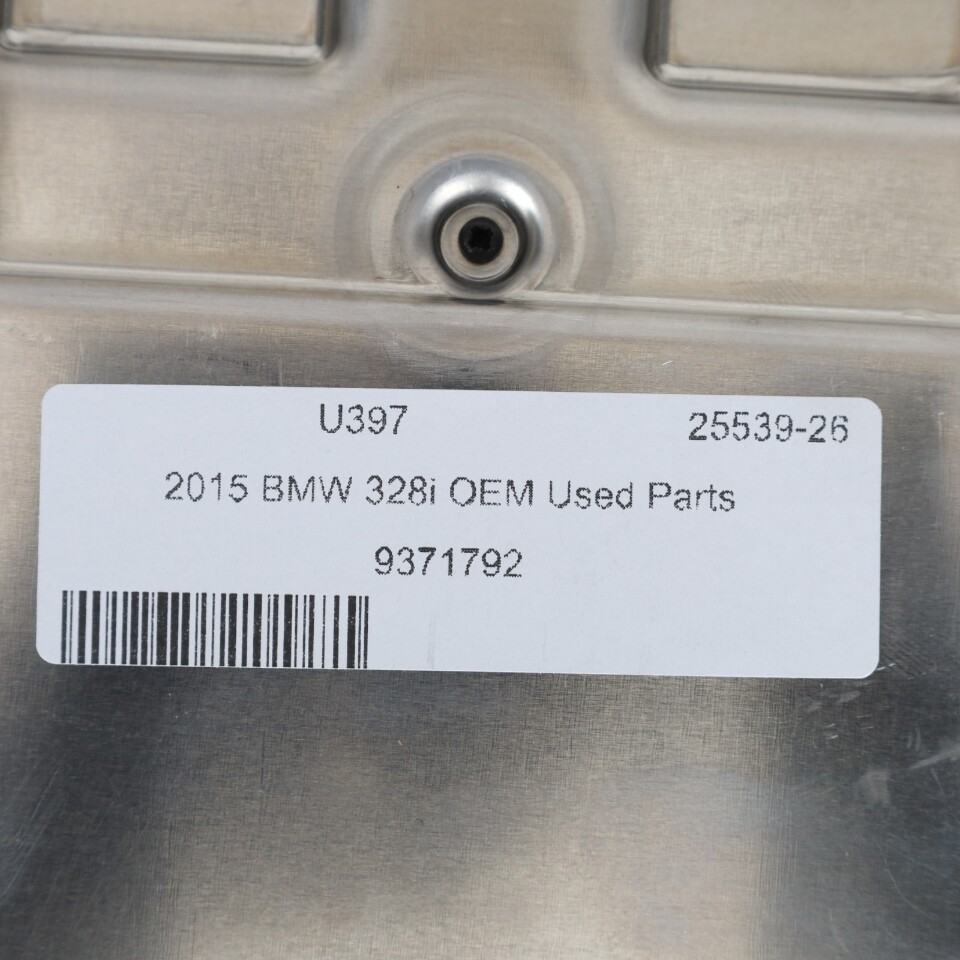 U397 25539-26
2015 BMW 328i OEM Used Parts
9371792